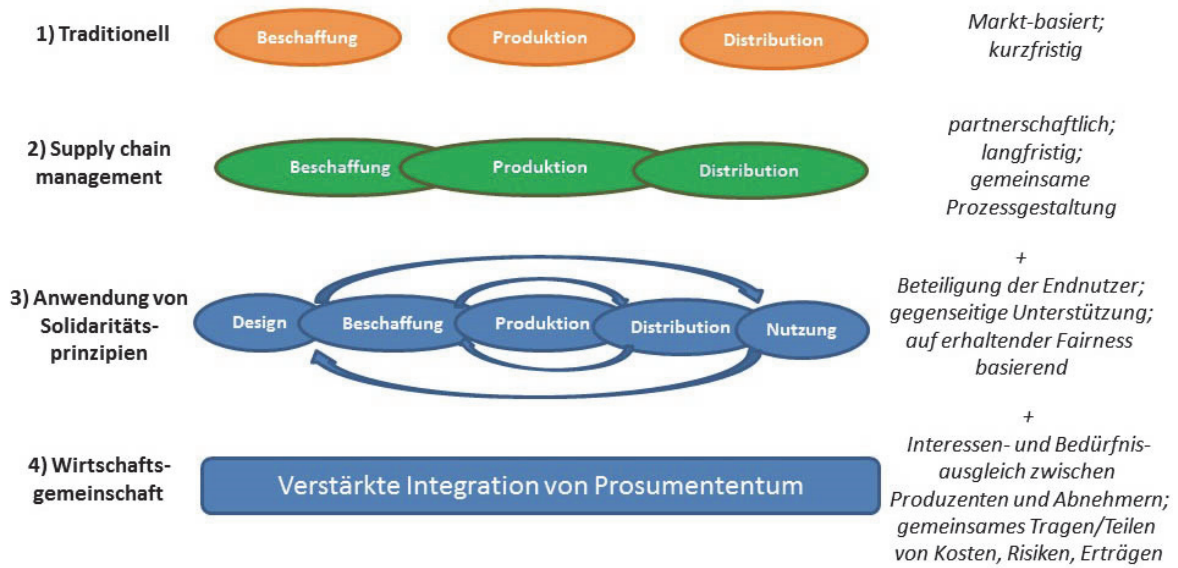 1) Traditionell
Beschaffung
Produktion
Distribution
Markt-basiert;
kurzfristig
2) Supply chain
management
Beschaffung
Produktion
Distribution
partnerschaftlich;
langfristig;
gemeinsame
Prozessgestaltung
3) Anwendung von
Solidaritäts-
prinzipien
Design
Beschaffung
Produktion
Distribution
Nutzung
+
Beteiligung der Endnutzer;
gegenseitige Unterstützung;
auf erhaltender Fairness
basierend
4) Wirtschafts-
gemeinschaft
Verstärkte Integration von Prosumententum
+
Interessen- und Bedürfnis-
ausgleich zwischen
Produzenten und Abnehmern;
gemeinsames Tragen/Teilen
von Kosten, Risiken, Erträgen